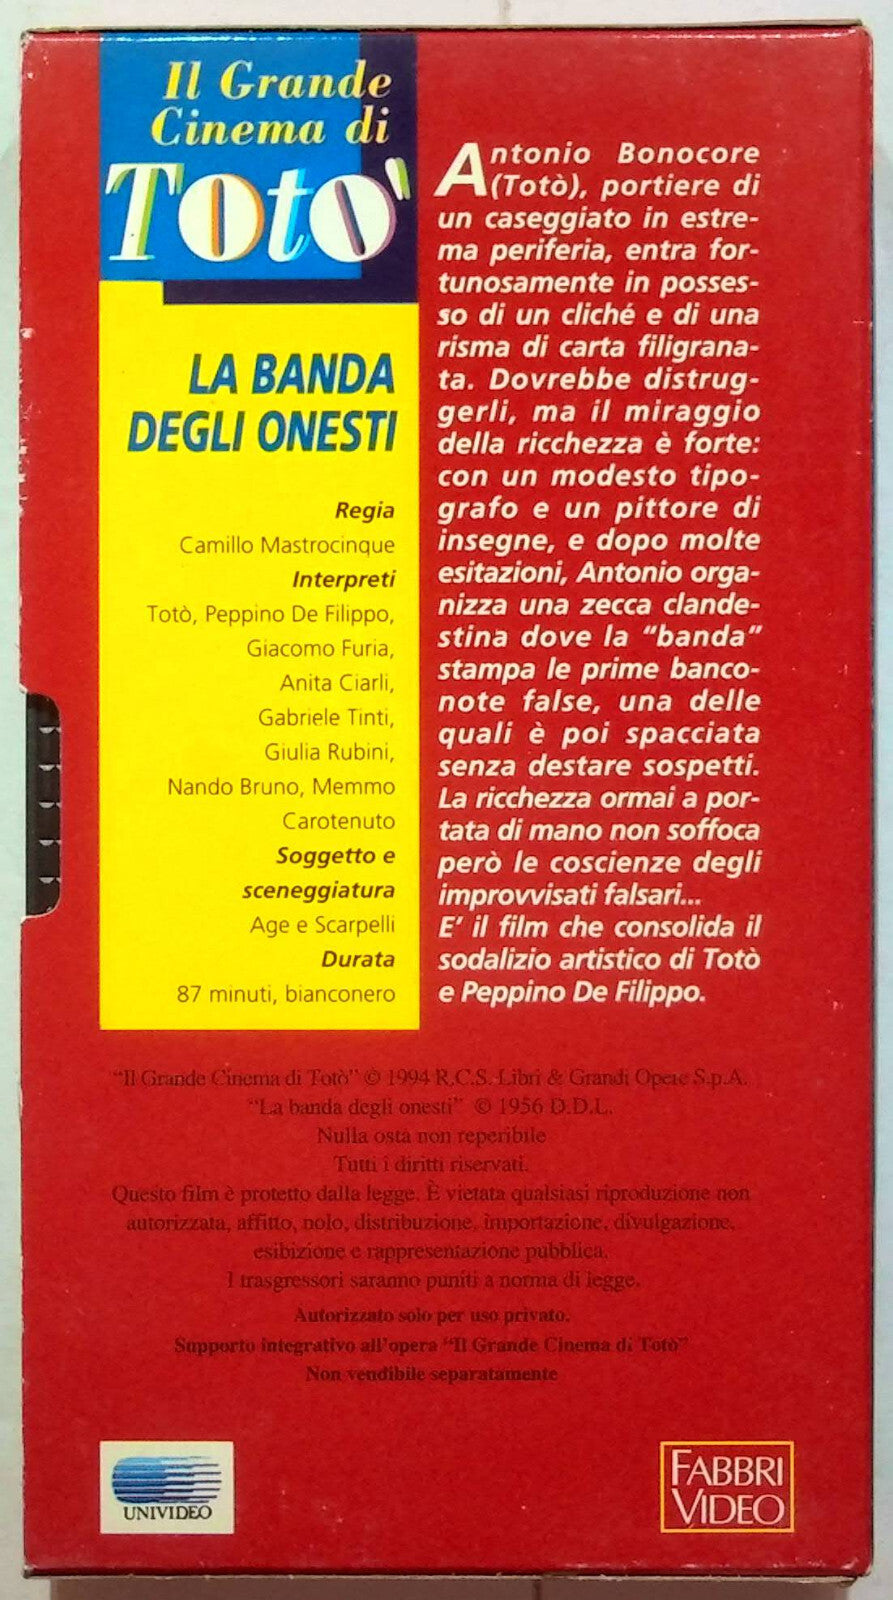 Il Grande
Cinema di
Totò
LA BANDA
DEGLI ONESTI
Regia
Camillo Mastrocinque
Interpreti
Totò, Peppino De Filippo,
Giacomo Furia,
Anita Ciarli,
Gabriele Tinti,
Giulia Rubini,
Nando Bruno, Memmo
Carotenuto
Soggetto e
sceneggiatura
Age e Scarpelli
Durata
87 minuti, bianconero
Antonio Bonocore
(Totò), portiere di
un caseggiato in estre-
ma periferia, entra for-
tunosamente in posses-
so di un cliché e di una
risma di carta filigrana-
ta. Dovrebbe distrug-
gerli, ma il miraggio
della ricchezza è forte:
con un modesto tipo-
grafo e un pittore di
insegne, e dopo molte
esitazioni, Antonio orga-
nizza una zecca clande-
stina dove la “banda”
stampa le prime banco-
note false, una delle
quali è poi spacciata
senza destare sospetti.
La ricchezza ormai a por-
tata di mano non soffoca
però le coscienze degli
improvvisati falsari...
E’ il film che consolida il
sodalizio artistico di Totò
e Peppino De Filippo.
“Il Grande Cinema di Totò” © 1994 R.C.S. Libri & Grandi Opere S.p.A.
“La banda degli onesti” © 1956 D.D.L.
Nulla osta non reperibile
Tutti i diritti riservati.
Questo film è protetto dalla legge. È vietata qualsiasi riproduzione non
autorizzata, affitto, nolo, distribuzione, importazione, divulgazione,
esibizione e rappresentazione pubblica.
I trasgressori saranno puniti a norma di legge.
Autorizzato solo per uso privato.
Supporto integrativo all’opera “Il Grande Cinema di Totò”
Non vendibile separatamente
UNIVIDEO
FABBRI
VIDEO